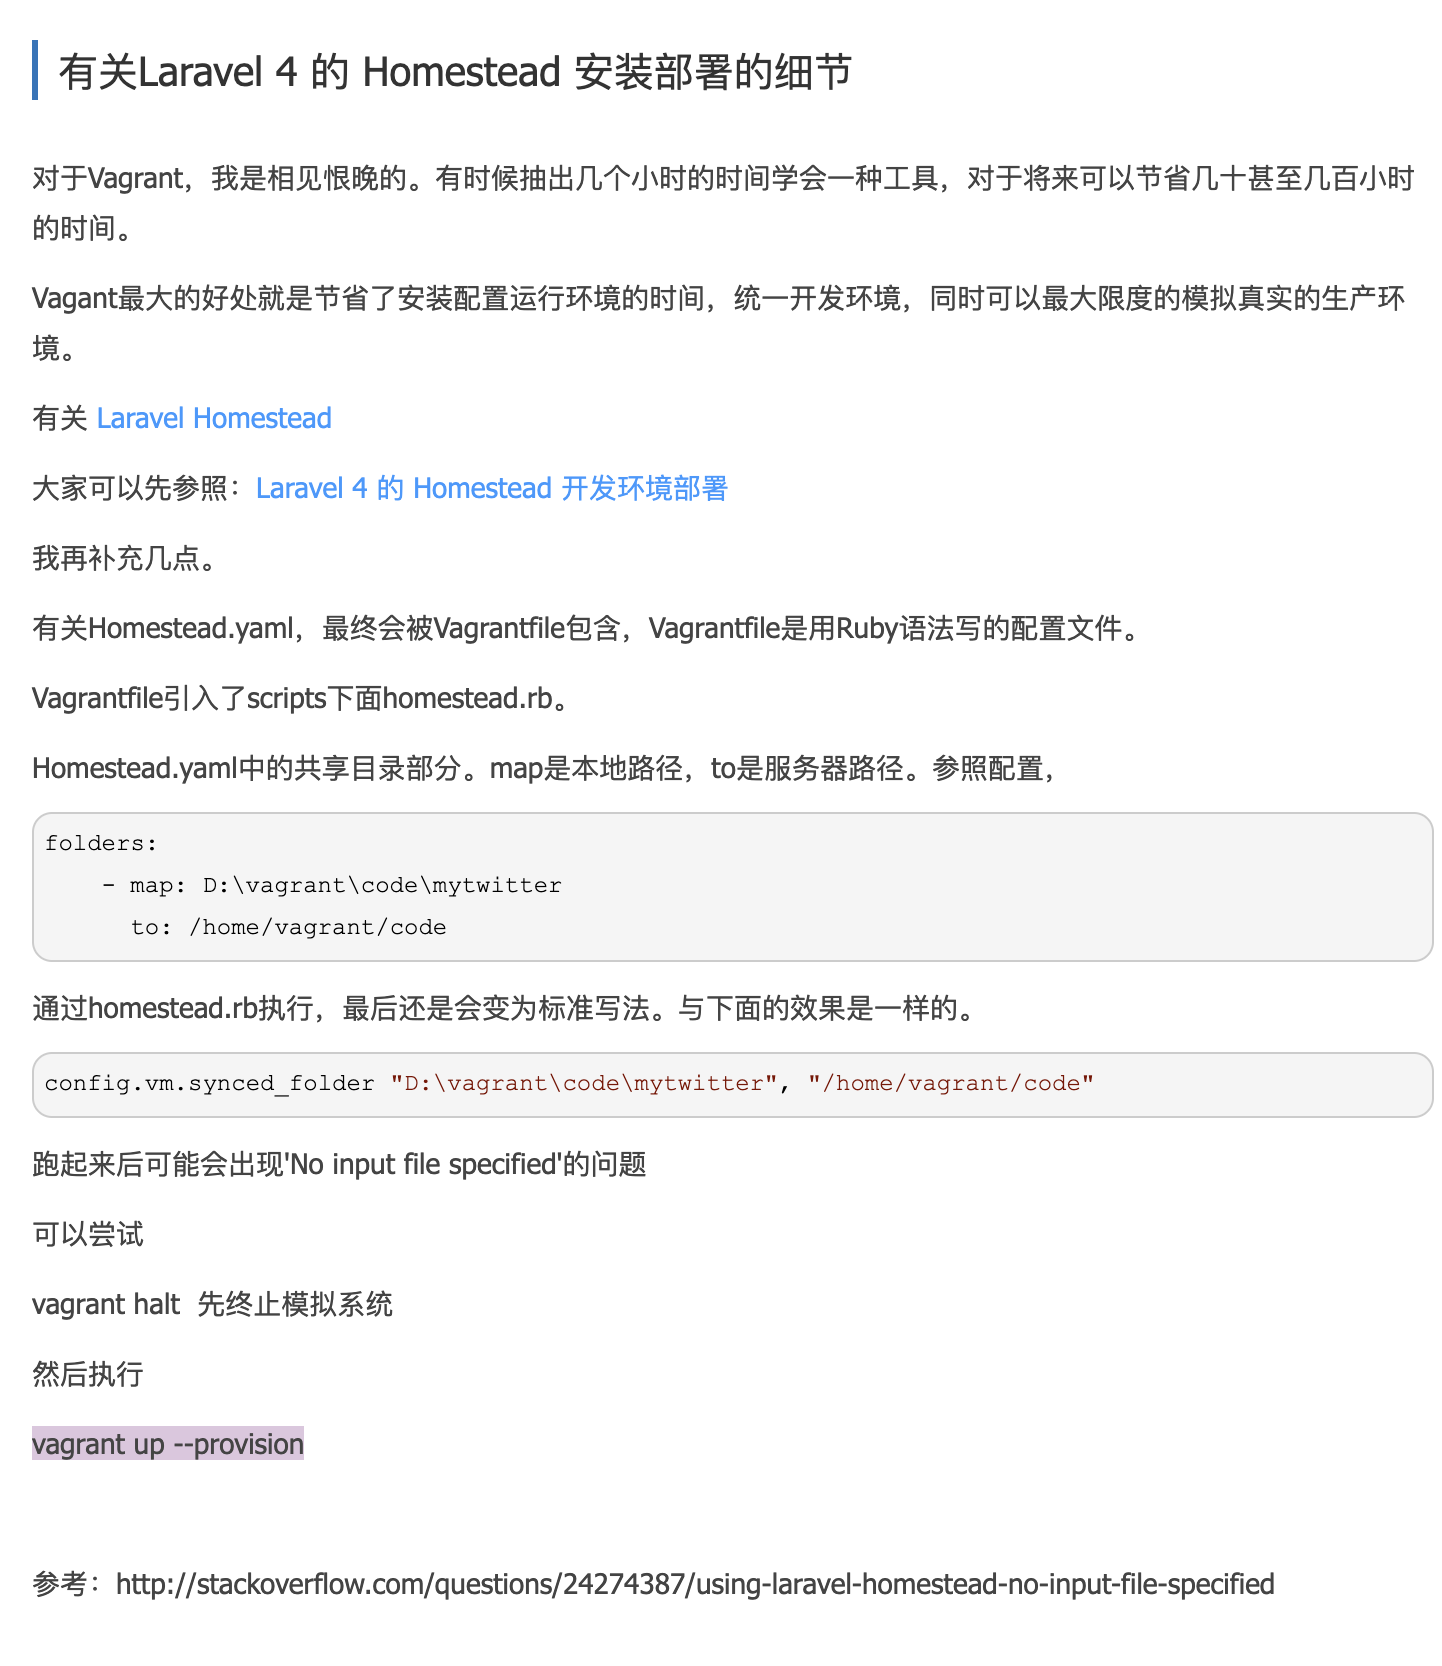 有关Laravel 4 的 Homestead 安装部署的细节
对于Vagrant，我是相见恨晚的。有时候抽出几个小时的时间学会一种工具，对于将来可以节省几十甚至几百小时
的时间。
Vagant最大的好处就是节省了安装配置运行环境的时间，统一开发环境，同时可以最大限度的模拟真实的生产环
境。
有关 Laravel Homestead
大家可以先参照：Laravel 4 的 Homestead 开发环境部署
我再补充几点。
有关Homestead.yaml，最终会被Vagrantfile包含，Vagrantfile是用Ruby语法写的配置文件。
Vagrantfile引入了scripts下面homestead.rb。
Homestead.yaml中的共享目录部分。map是本地路径，to是服务器路径。参照配置，
folders:
    - map: D:\vagrant\code\mytwitter
      to: /home/vagrant/code
通过homestead.rb执行，最后还是会变为标准写法。与下面的效果是一样的。
config.vm.synced_folder "D:\vagrant\code\mytwitter", "/home/vagrant/code"
跑起来后可能会出现'No input file specified'的问题
可以尝试
vagrant halt  先终止模拟系统
然后执行
vagrant up --provision
参考：http://stackoverflow.com/questions/24274387/using-laravel-homestead-no-input-file-specified